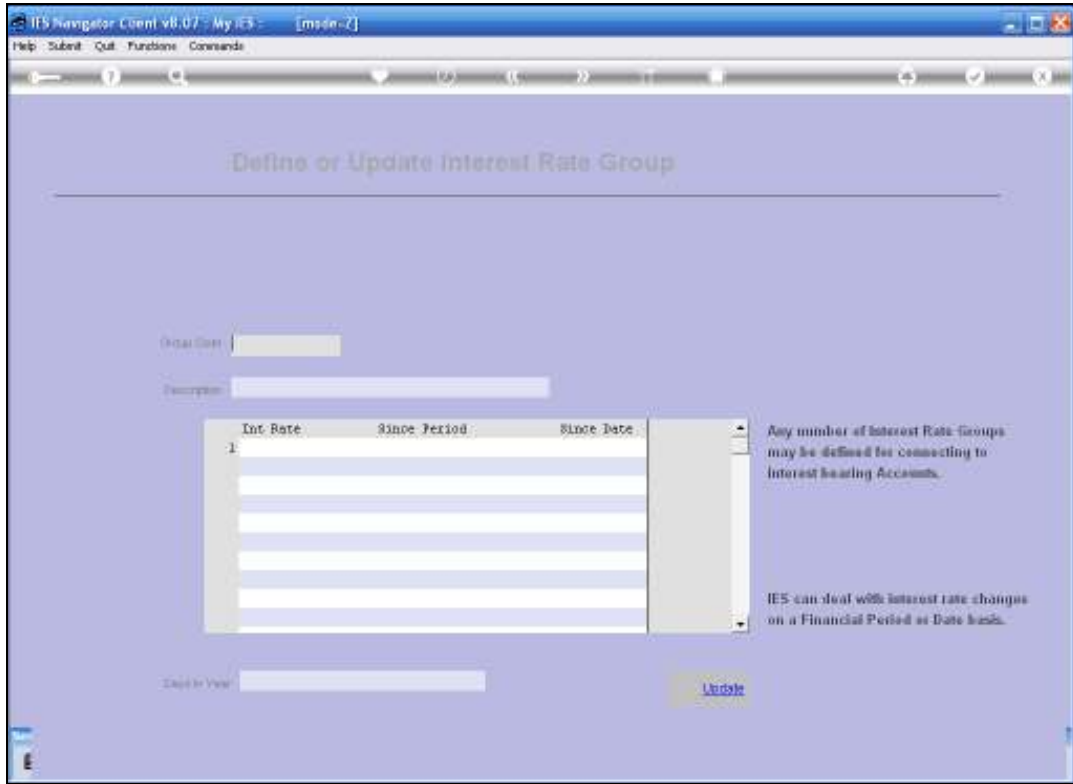 IES Navigator Client v8.07 : My IES : [mode=Z]
Help Submit Quit Functions Commands
Define or Update Interest Rate Group
Group Code
Description
Int Rate Since Period Since Date
1
Any number of Interest Rate Groups
may be defined for connecting to
Interest bearing Accounts.
IES can deal with interest rate changes
on a Financial Period or Date basis.
Days in Year
Update